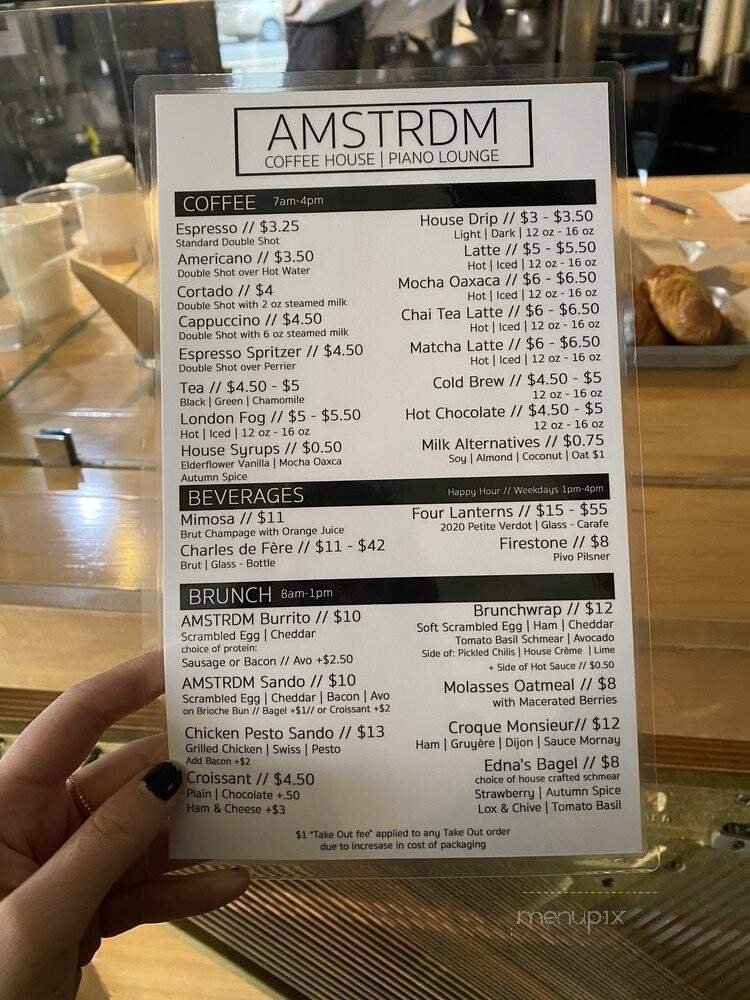 AMSTRDM
COFFEE HOUSE | PIANO LOUNGE
COFFEE 7am-4pm
Espresso // $3.25
Standard Double Shot
Americano // $3.50
Double Shot over Hot Water
Cortado // $4
Double Shot with 2 oz steamed milk
Cappuccino // $4.50
Double Shot with 6 oz steamed milk
Espresso Spritzer // $4.50
Double Shot over Perrier
Tea // $4.50 - $5
Black | Green | Chamomile
London Fog // $5 - $5.50
Hot | Iced | 12 oz - 16 oz
House Syrups // $0.50
Elderflower Vanilla | Mocha Oaxca
Autumn Spice
House Drip // $3 - $3.50
Light | Dark | 12 oz - 16 oz
Latte // $5 - $5.50
Hot | Iced | 12 oz - 16 oz
Mocha Oaxaca // $6 - $6.50
Hot | Iced | 12 oz - 16 oz
Chai Tea Latte // $6 - $6.50
Hot | Iced | 12 oz - 16 oz
Matcha Latte // $6 - $6.50
Hot | Iced | 12 oz - 16 oz
Cold Brew // $4.50 - $5
12 oz - 16 oz
Hot Chocolate // $4.50 - $5
12 oz - 16 oz
Milk Alternatives // $0.75
Soy | Almond | Coconut | Oat $1
BEVERAGES Happy Hour // Weekdays 1pm-4pm
Mimosa // $11
Brut Champage with Orange Juice
Charles de Fère // $11 - $42
Brut | Glass - Bottle
Four Lanterns // $15 - $55
2020 Petite Verdot | Glass - Carafe
Firestone // $8
Pivo Pilsner
BRUNCH 8am-1pm
AMSTRDM Burrito // $10
Scrambled Egg | Cheddar
choice of protein:
Sausage or Bacon // Avo +$2.50
AMSTRDM Sando // $10
Scrambled Egg | Cheddar | Bacon | Avo
on Brioche Bun // Bagel +$1// or Croissant +$2
Chicken Pesto Sando // $13
Grilled Chicken | Swiss | Pesto
Add Bacon +$2
Croissant // $4.50
Plain | Chocolate +.50
Ham & Cheese +$3
Brunchwrap // $12
Soft Scrambled Egg | Ham | Cheddar
Tomato Basil Schmear | Avocado
Side of: Pickled Chilis | House Crême | Lime
+ Side of Hot Sauce // $0.50
Molasses Oatmeal // $8
with Macerated Berries
Croque Monsieur// $12
Ham | Gruyère | Dijon | Sauce Mornay
Edna's Bagel // $8
choice of house crafted schmear
Strawberry | Autumn Spice
Lox & Chive | Tomato Basil
$1 "Take Out fee" applied to any Take Out order
due to incresase in cost of packaging
menupix